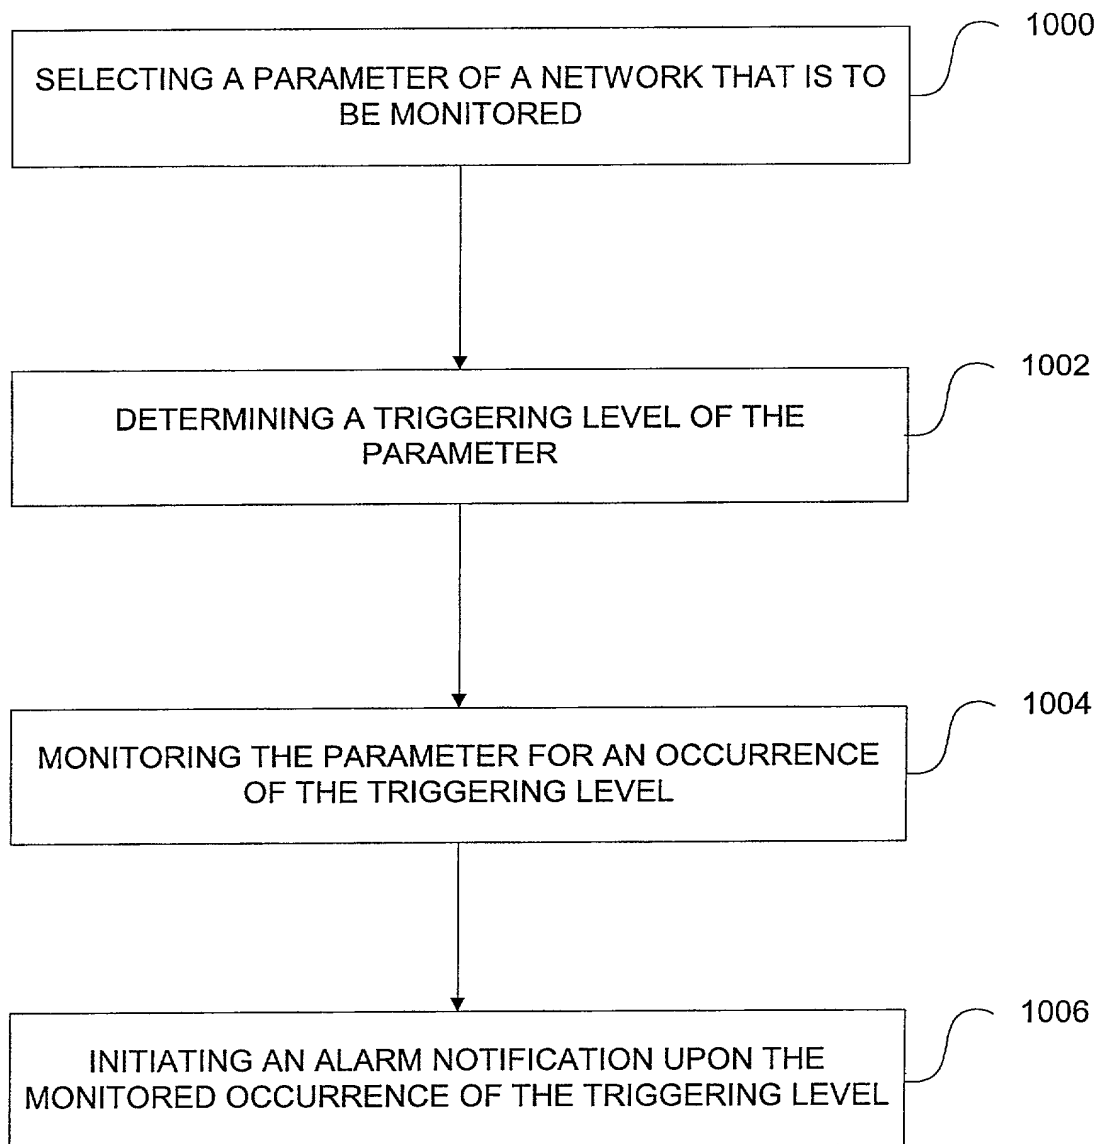 1000
SELECTING A PARAMETER OF A NETWORK THAT IS TO
BE MONITORED
1002
DETERMINING A TRIGGERING LEVEL OF THE
PARAMETER
1004
MONITORING THE PARAMETER FOR AN OCCURRENCE
OF THE TRIGGERING LEVEL
1006
INITIATING AN ALARM NOTIFICATION UPON THE
MONITORED OCCURRENCE OF THE TRIGGERING LEVEL